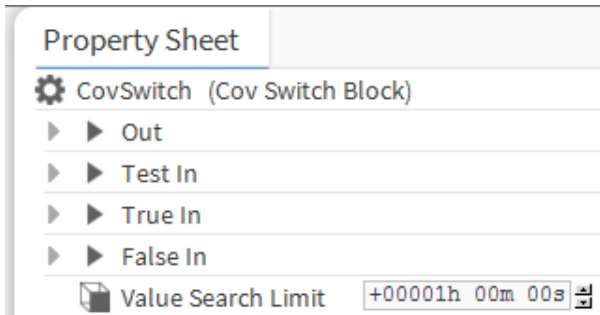 Property Sheet
CovSwitch (Cov Switch Block)
Out
Test In
True In
False In
Value Search Limit +00001h 00m 00s